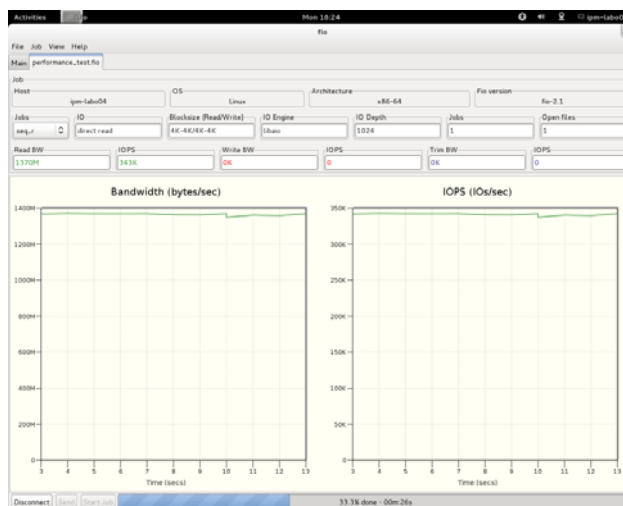 Activities
Mon 18:24
ipm-labo0
fio
File Job View Help
Main performance_test.fio
Job
Host OS Architecture Fio version
ipm-labo04 Linux x86-64 fio-2.1
Jobs IO Blocksize (Read/Write) IO Engine IO Depth Jobs Open files
seq_r direct read 4K-4K/4K-4K libaio 1024 1 1
Read BW IOPS Write BW IOPS Trim BW IOPS
1370M 343K 0K 0 0K 0
Bandwidth (bytes/sec) IOPS (IOs/sec)
1400M 350K
1200M 300K
1000M 250K
800M 200K
600M 150K
400M 100K
200M 50K
0 0
3 4 5 6 7 8 9 10 11 12 13 3 4 5 6 7 8 9 10 11 12 13
Time (secs) Time (secs)
Disconnect Send Start Job 33.3% done - 00m:26s